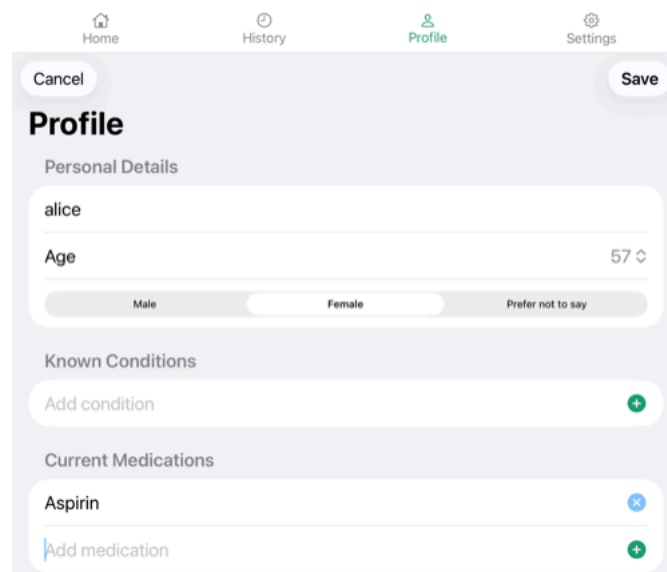 Home History Profile Settings
Cancel Save
Profile
Personal Details
alice
Age 57
Male Female Prefer not to say
Known Conditions
Add condition
Current Medications
Aspirin
Add medication